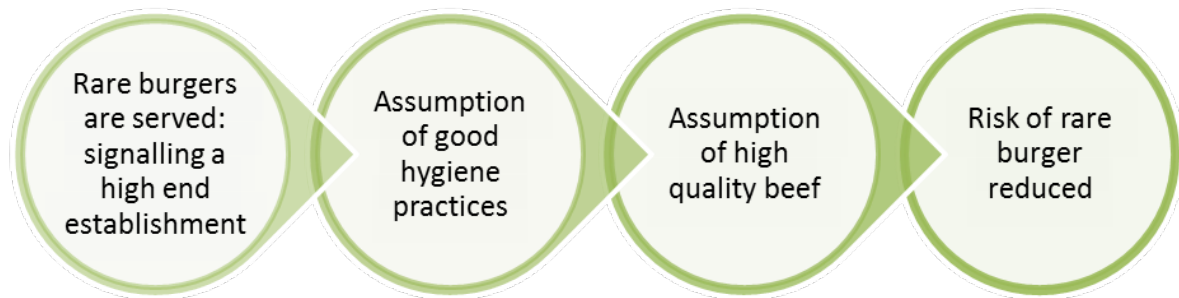 Rare burgers
are served:
signalling a
high end
establishment
Assumption
of good
hygiene
practices
Assumption
of high
quality beef
Risk of rare
burger
reduced